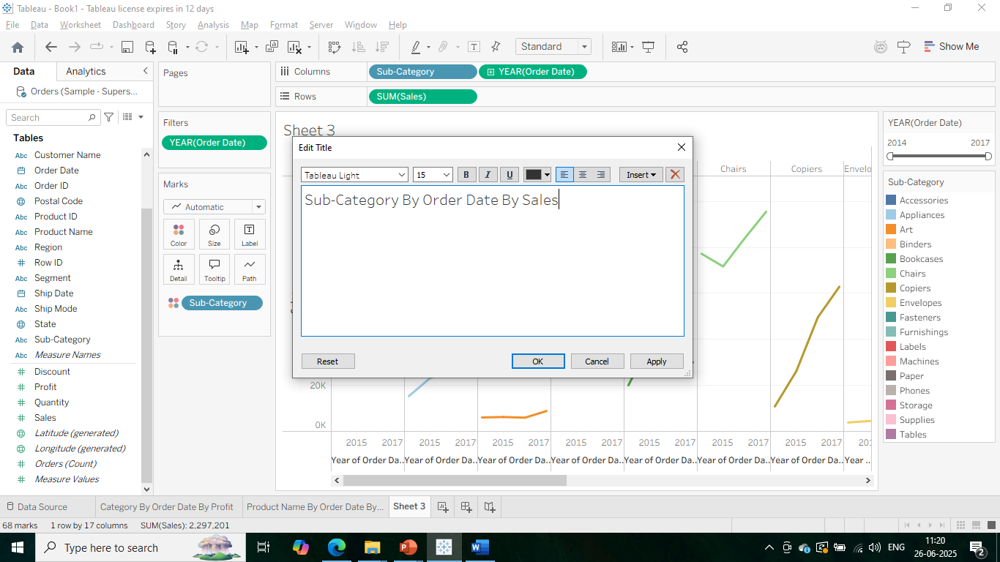 Tableau - Book1 - Tableau license expires in 12 days
File Data Worksheet Dashboard Story Analysis Map Format Server Window Help
Standard
Show Me
Data Analytics
Orders (Sample - Supers...
Search
Tables
Abc Customer Name
Order Date
Abc Order ID
Postal Code
Abc Product ID
Abc Product Name
Abc Region
Row ID
Abc Segment
Ship Date
Abc Ship Mode
State
Abc Sub-Category
Abc Measure Names
Discount
Profit
Quantity
Sales
Latitude (generated)
Longitude (generated)
Orders (Count)
Measure Values
Pages
Filters
YEAR(Order Date)
Marks
Automatic
Color Size Label
Detail Tooltip Path
Sub-Category
Columns Sub-Category YEAR(Order Date)
Rows SUM(Sales)
Sheet 3
Edit Title
Tableau Light 15 B I U Insert
Sub-Category By Order Date By Sales
Reset OK Cancel Apply
Chairs Copiers Envelo
20K
0K
2015 2017 2015 2017 2015 2017 2015 2017 2015 2017 2015 2017 2015 2017 201
Year of Order Da.. Year of Order Da.. Year of Order Da.. Year of Order Da.. Year of Order Da.. Year of Order Da.. Year of Order Da.. Year ..
YEAR(Order Date)
2014 2017
Sub-Category
Accessories
Appliances
Art
Binders
Bookcases
Chairs
Copiers
Envelopes
Fasteners
Furnishings
Labels
Machines
Paper
Phones
Storage
Supplies
Tables
Data Source Category By Order Date By Profit Product Name By Order Date By... Sheet 3
68 marks 1 row by 17 columns SUM(Sales): 2,297,201
Type here to search
ENG
11:20
26-06-2025
2